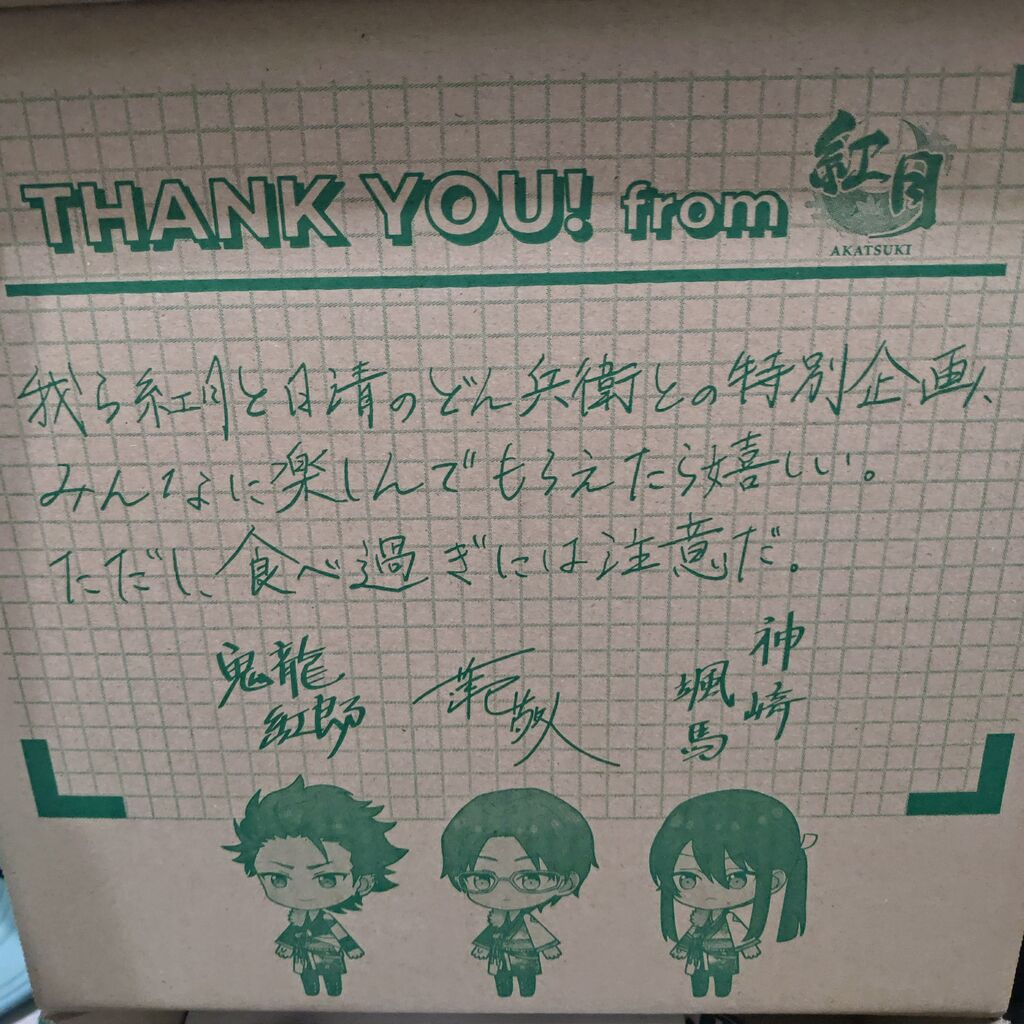 THANK YOU! from 紅月
AKATSUKI
我ら紅月と日清のどん兵衛との特別企画、
みんなに楽しんでもらえたら嬉しい。
ただし、食べ過ぎには注意だ。
鬼龍
紅郎
蓮巳敬人
神崎
颯馬